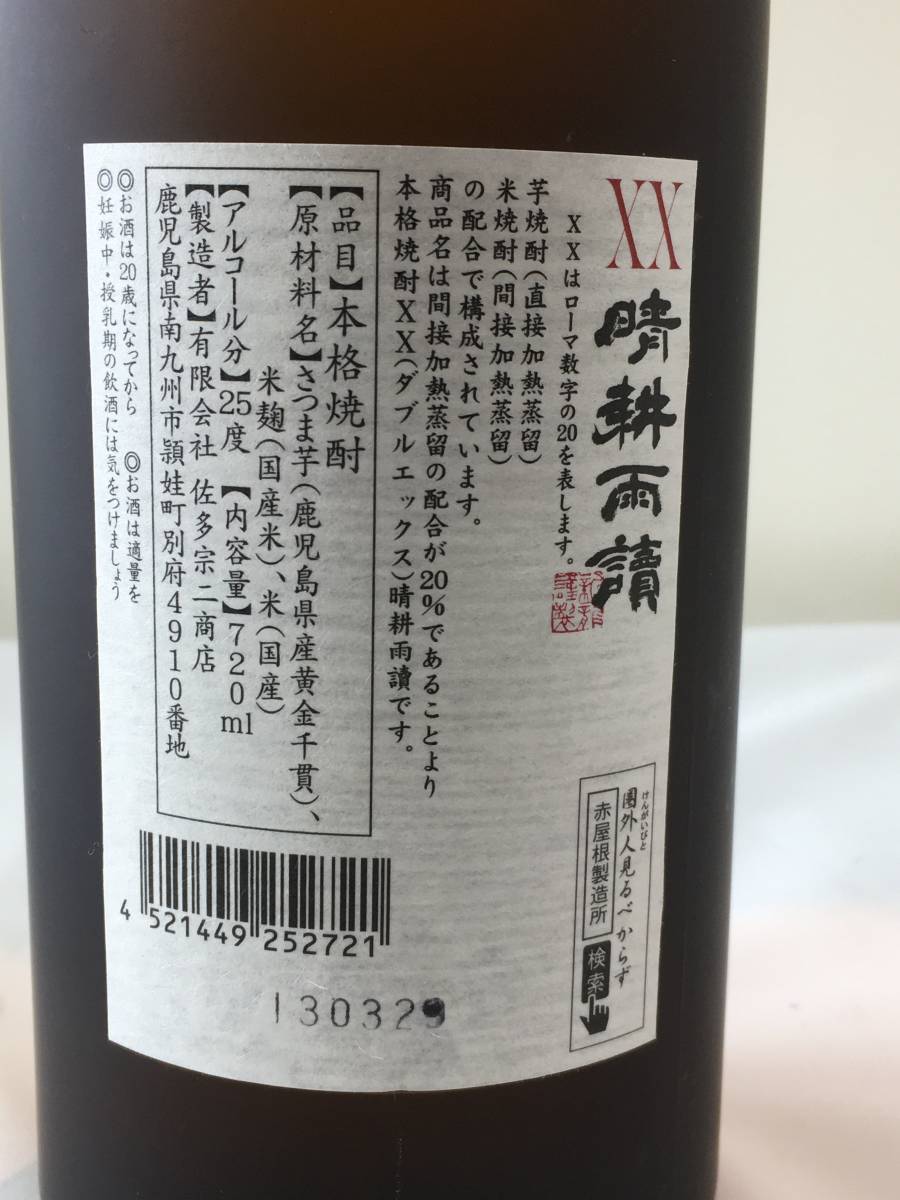 XX
晴耕雨讀
XXはローマ数字の20を表します。
芋焼酎(直接加熱蒸留)
米焼酎(間接加熱蒸留)
の配合で構成されています。
商品名は間接加熱蒸留の配合が20%であることより
本格焼酎XX(ダブルエックス)晴耕雨讀です。
【品目】本格焼酎
【原材料名】さつま芋(鹿児島県産黄金千貫)、
米麹(国産米)、米(国産)
【アルコール分】25度 【内容量】720ml
【製造者】有限会社 佐多宗二商店
鹿児島県南九州市頴娃町別府4910番地
◎お酒は20歳になってから ◎お酒は適量を
◎妊娠中・授乳期の飲酒には気をつけましょう
けんがいびと
圏外人見るべからず
赤屋根製造所
検索
4 521449 252721